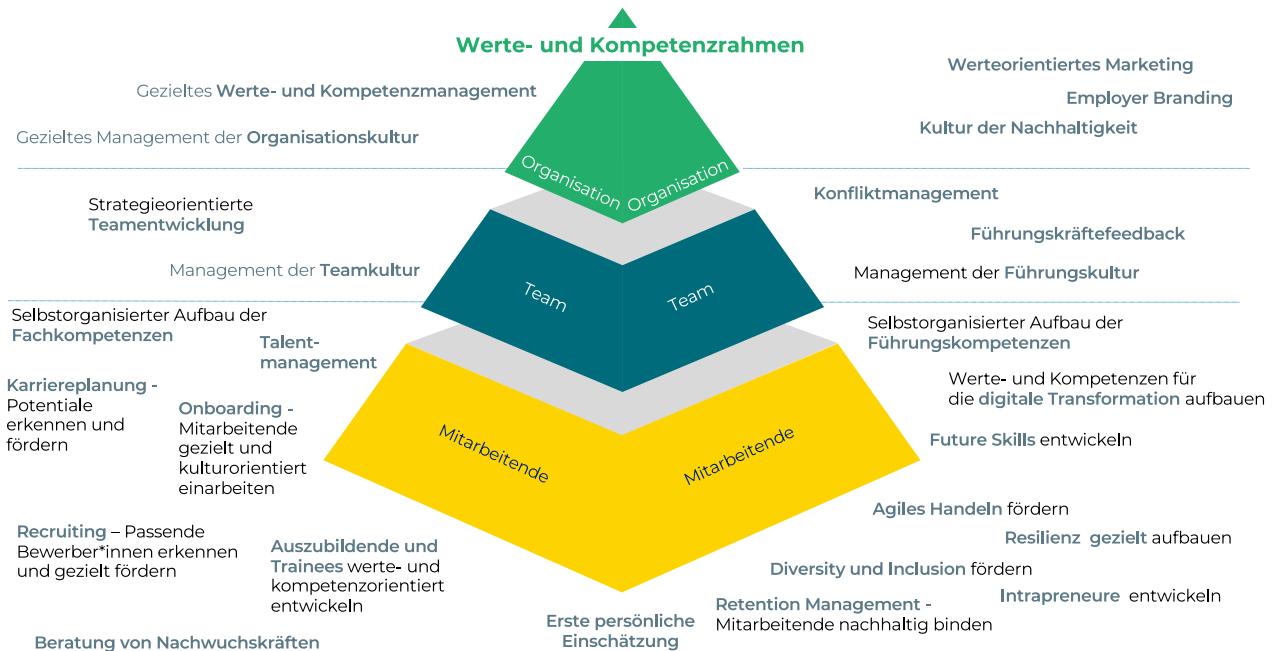 Werte- und Kompetenzrahmen
Gezieltes Werte- und Kompetenzmanagement
Gezieltes Management der Organisationskultur
Werteorientiertes Marketing
Employer Branding
Kultur der Nachhaltigkeit
Organisation
Organisation
Strategieorientierte
Teamentwicklung
Management der Teamkultur
Konfliktmanagement
Führungskräftefeedback
Management der Führungskultur
Team
Team
Selbstorganisierter Aufbau der
Fachkompetenzen
Talent-
management
Karriereplanung -
Potentiale
erkennen und
fördern
Onboarding -
Mitarbeitende
gezielt und
kulturorientiert
einarbeiten
Recruiting – Passende
Bewerber*innen erkennen
und gezielt fördern
Auszubildende und
Trainees werte- und
kompetenzorientiert
entwickeln
Beratung von Nachwuchskräften
Mitarbeitende
Mitarbeitende
Erste persönliche
Einschätzung
Selbstorganisierter Aufbau der
Führungskompetenzen
Werte- und Kompetenzen für
die digitale Transformation aufbauen
Future Skills entwickeln
Agiles Handeln fördern
Resilienz gezielt aufbauen
Diversity und Inclusion fördern
Intrapreneure entwickeln
Retention Management -
Mitarbeitende nachhaltig binden